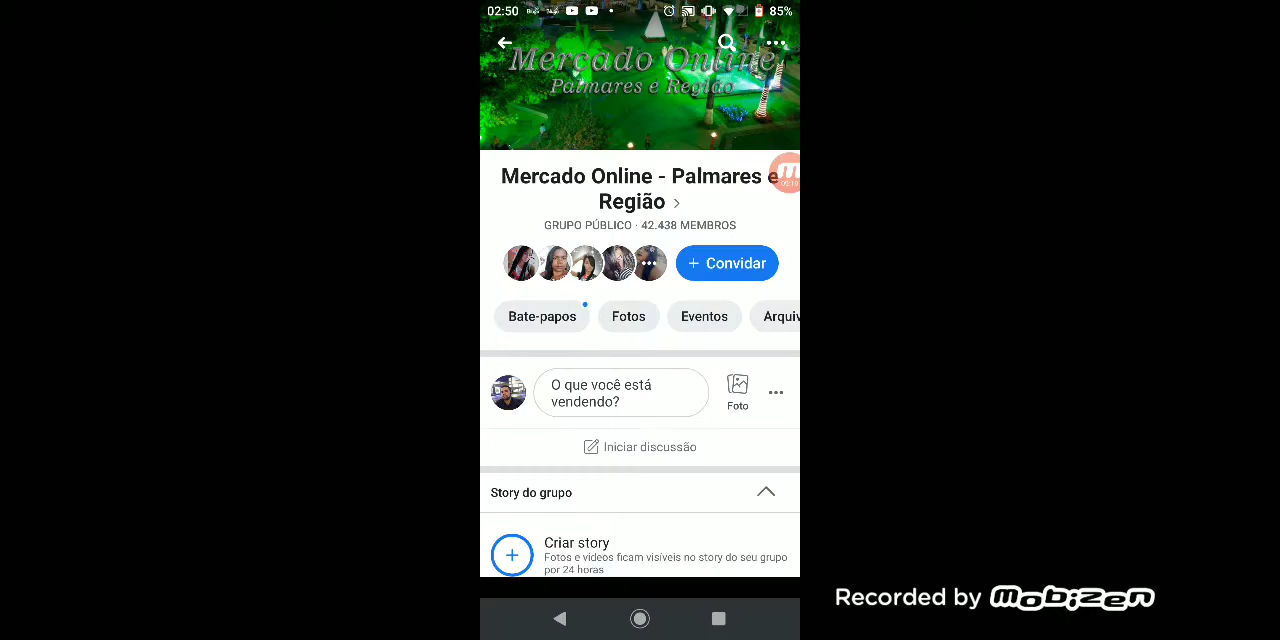 02:50
85%
Mercado Online
Palmares e Região
Mercado Online - Palmares e
Região
GRUPO PÚBLICO · 42.438 MEMBROS
+ Convidar
Bate-papos
Fotos
Eventos
Arquiv
O que você está
vendendo?
Foto
Iniciar discussão
Story do grupo
Criar story
Fotos e vídeos ficam visíveis no story do seu grupo
por 24 horas
Recorded by mobizen